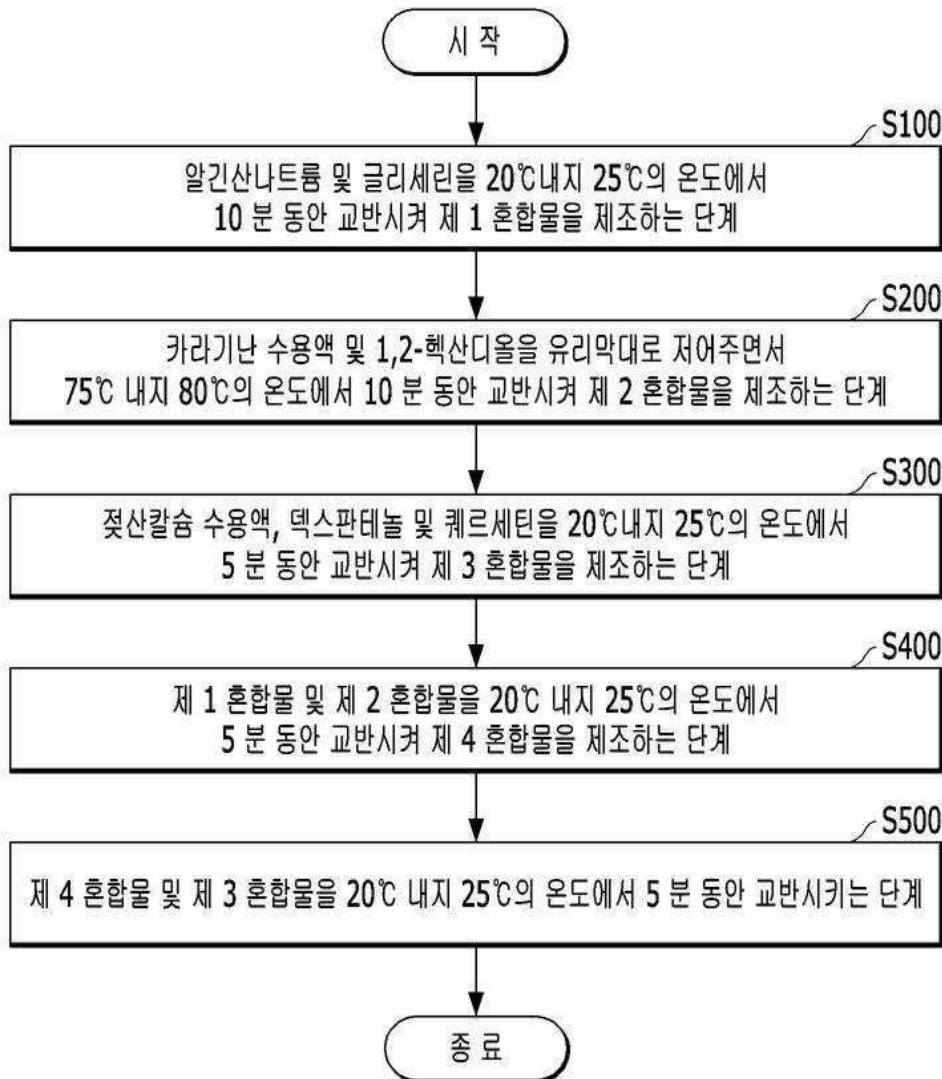 시 작
S100
알긴산나트륨 및 글리세린을 20℃내지 25℃의 온도에서
10 분 동안 교반시켜 제 1 혼합물을 제조하는 단계
S200
카라기난 수용액 및 1,2-헥산디올을 유리막대로 저어주면서
75℃ 내지 80℃의 온도에서 10 분 동안 교반시켜 제 2 혼합물을 제조하는 단계
S300
젖산칼슘 수용액, 덱스판테놀 및 퀘르세틴을 20℃내지 25℃의 온도에서
5 분 동안 교반시켜 제 3 혼합물을 제조하는 단계
S400
제 1 혼합물 및 제 2 혼합물을 20℃ 내지 25℃의 온도에서
5 분 동안 교반시켜 제 4 혼합물을 제조하는 단계
S500
제 4 혼합물 및 제 3 혼합물을 20℃ 내지 25℃의 온도에서 5 분 동안 교반시키는 단계
종 료